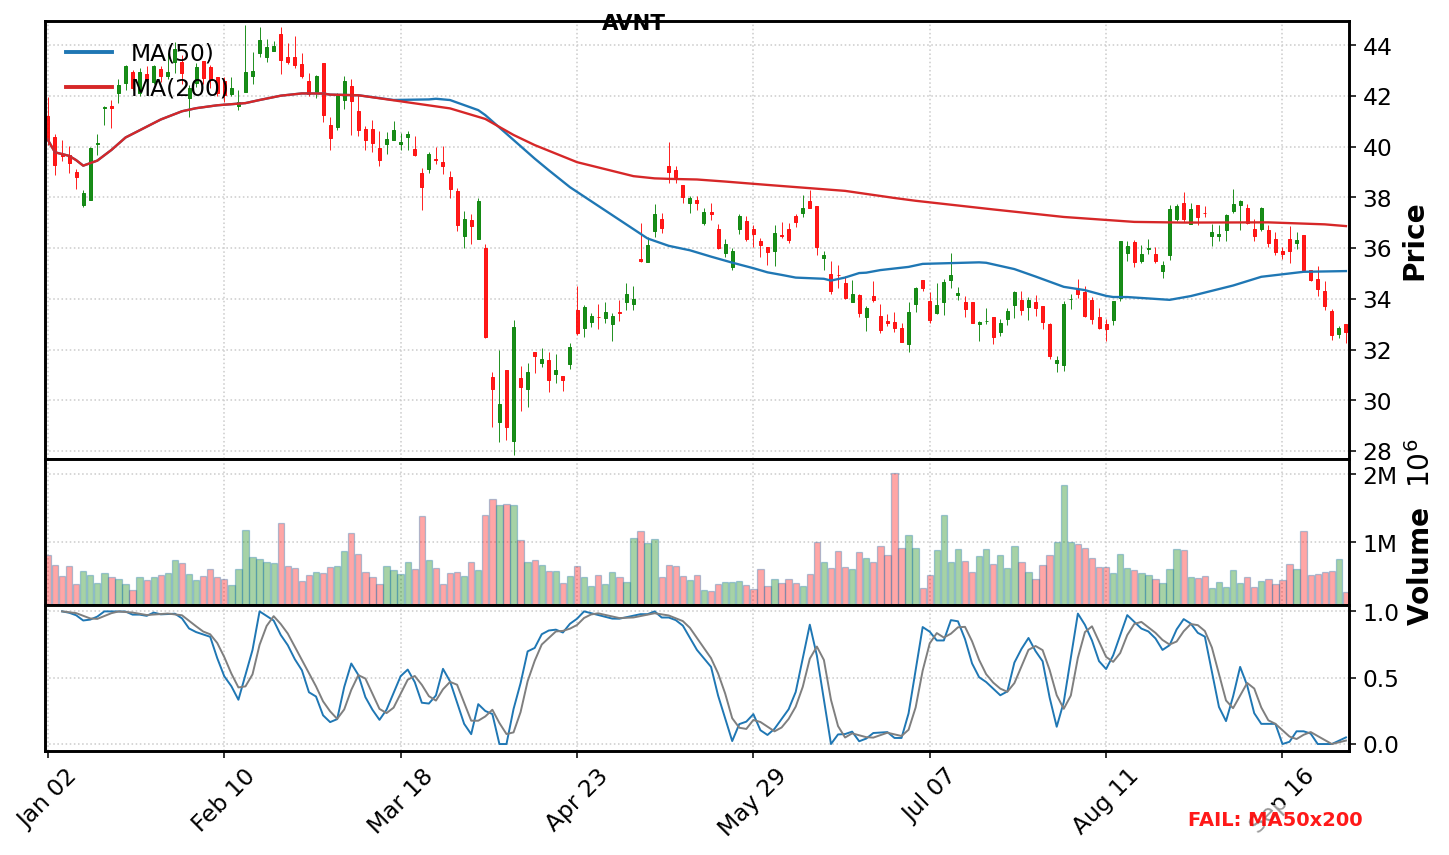 AVNT
MA(50)
MA(200)
44
42
40
38
36
34
32
30
28
Price
2M
1M
Volume 10^6
1.0
0.5
0.0
Jan 02
Feb 10
Mar 18
Apr 23
May 29
Jul 07
Aug 11
Sep 16
FAIL: MA50x200